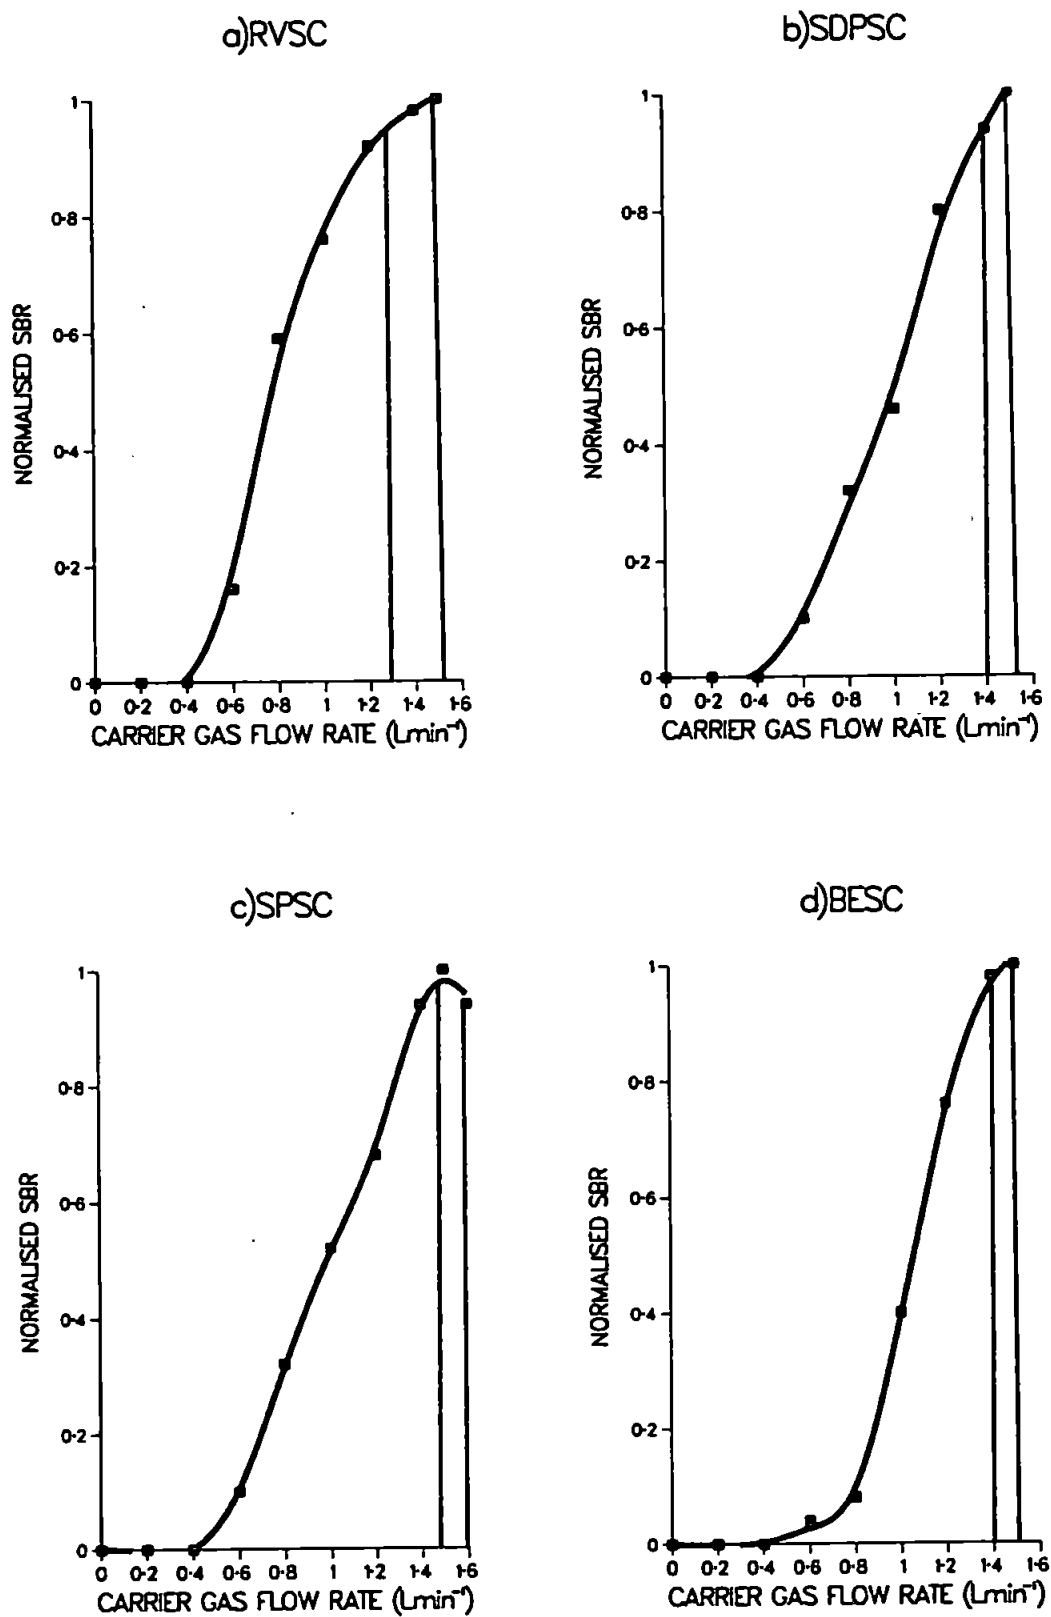 a)RVSC
1
0·8
0·6
0·4
0·2
0
NORMALISED SBR
0 0·2 0·4 0·6 0·8 1 1·2 1·4 1·6
CARRIER GAS FLOW RATE (Lmin⁻¹)
b)SDPSC
1
0·8
0·6
0·4
0·2
0
NORMALISED SBR
0 0·2 0·4 0·6 0·8 1 1·2 1·4 1·6
CARRIER GAS FLOW RATE (Lmin⁻¹)
c)SPSC
1
0·8
0·6
0·4
0·2
0
NORMALISED SBR
0 0·2 0·4 0·6 0·8 1 1·2 1·4 1·6
CARRIER GAS FLOW RATE (Lmin⁻¹)
d)BESC
1
0·8
0·6
0·4
0·2
0
NORMALISED SBR
0 0·2 0·4 0·6 0·8 1 1·2 1·4 1·6
CARRIER GAS FLOW RATE (Lmin⁻¹)